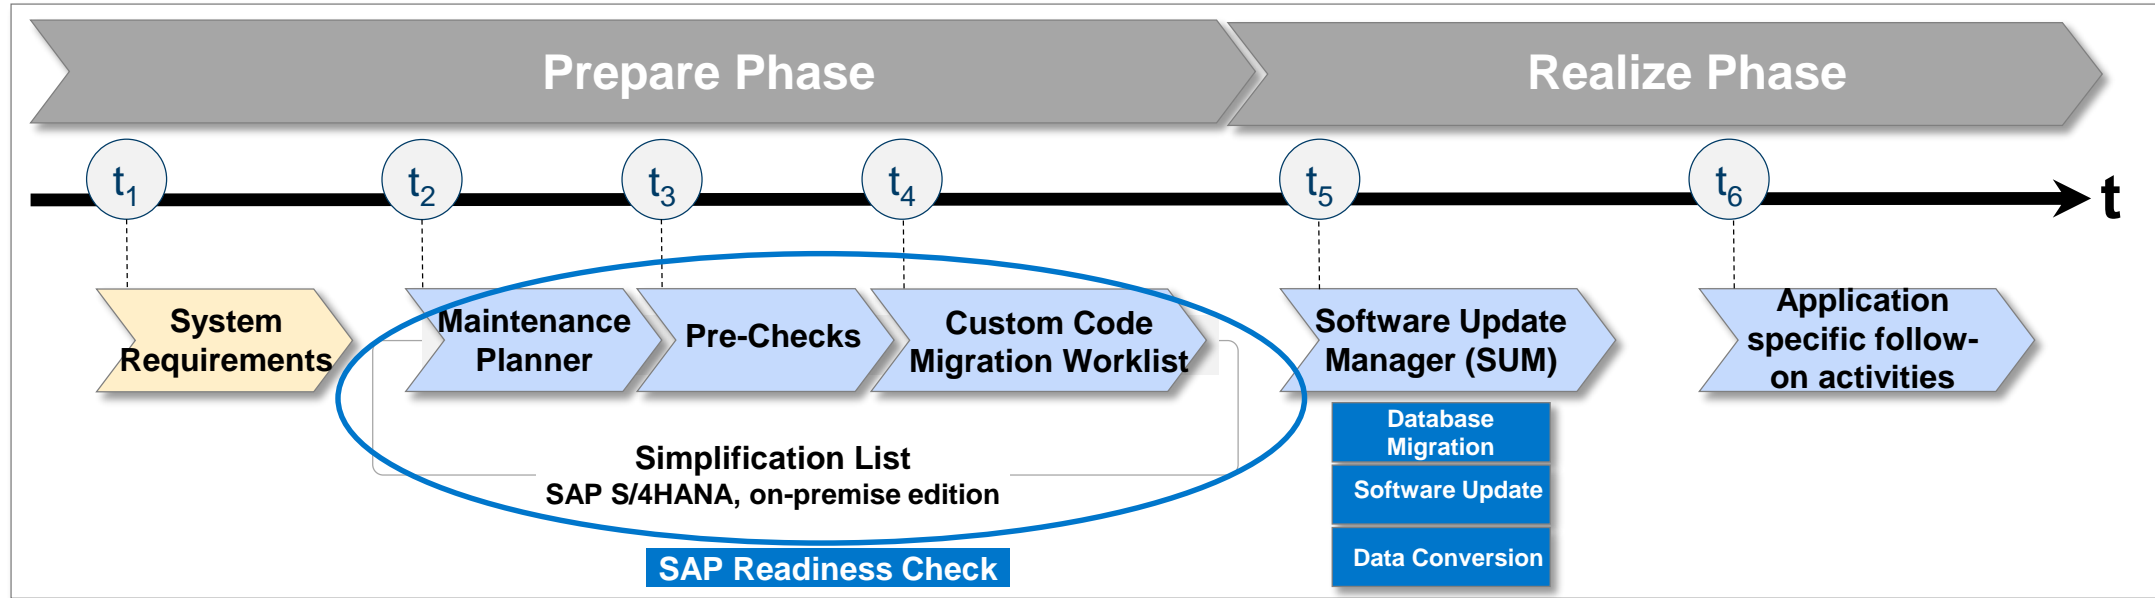 Prepare Phase
Realize Phase
t1
t2
t3
t4
t5
t6
t
System
Requirements
Maintenance
Planner
Pre-Checks
Custom Code
Migration Worklist
Software Update
Manager (SUM)
Application
specific follow-
on activities
Simplification List
SAP S/4HANA, on-premise edition
SAP Readiness Check
Database
Migration
Software Update
Data Conversion